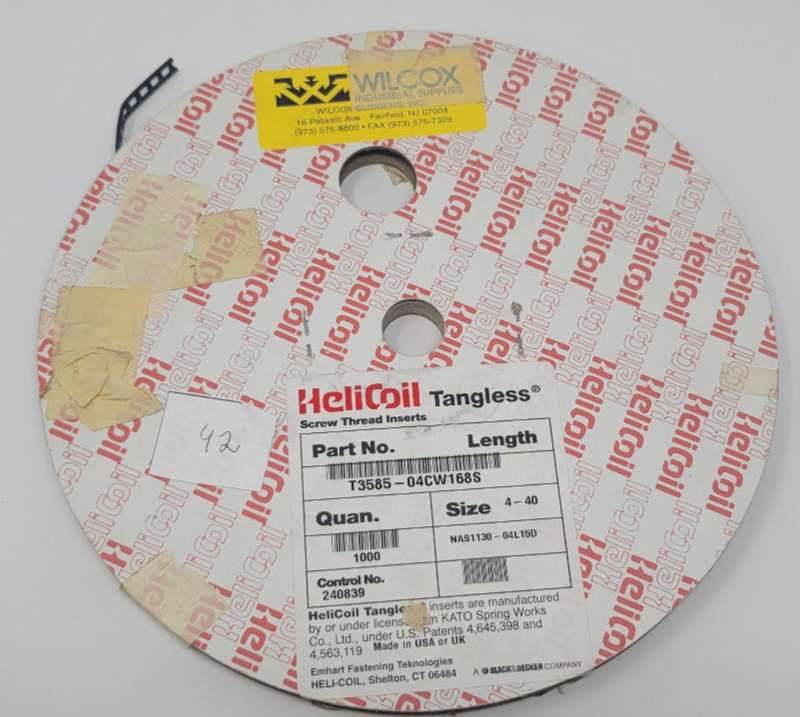 WILCOX
INDUSTRIAL SUPPLIES
WILCOX SLIDDERS, INC.
16 Passaic Ave. Fairfield, NJ 07004
(973) 575-8600 • FAX (973) 575-7329
HeliCoil
42
HeliCoil Tangless®
Screw Thread Inserts
Part No. Length
T3585-04CW168S
Quan. Size 4-40
1000 NAS1130-04L15D
Control No.
240839
HeliCoil Tangless inserts are manufactured
by or under license from KATO Spring Works
Co., Ltd., under U.S. Patents 4,645,398 and
4,563,119 Made in USA or UK
Emhart Fastening Teknologies
HELI-COIL, Shelton, CT 06484 A BLACK&DECKER COMPANY